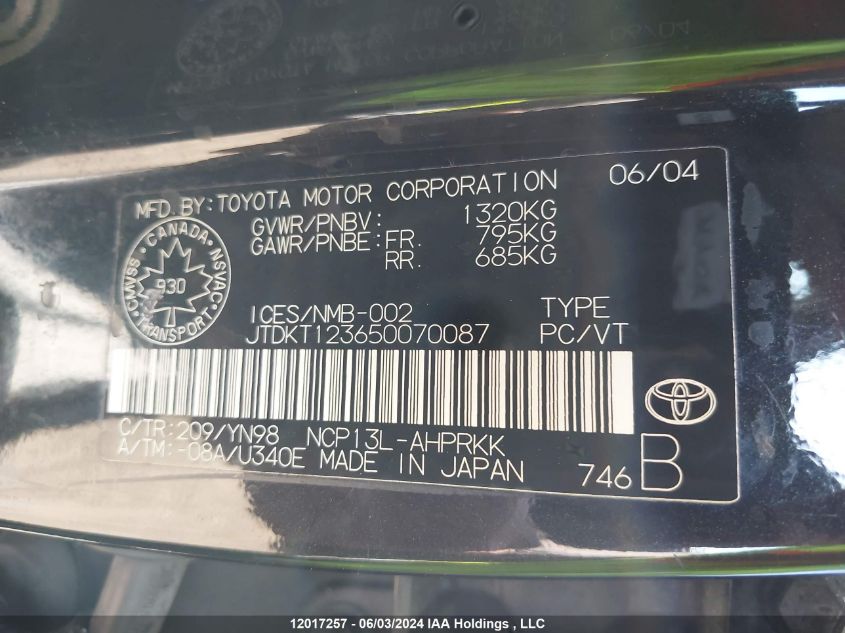 MFD. BY: TOYOTA MOTOR CORPORATION 06/04
GVWR/PNBV: 1320KG
GAWR/PNBE: FR. 795KG
RR. 685KG
CANADA
CMVSS NSVAC
930
TRANSPORT
ICES/NMB-002 TYPE
JTDKT123650070087 PC/VT
C/TR: 209/YN98 NCP13L-AHPRKK
A/TM: -08A/U340E MADE IN JAPAN
746 B
12017257 - 06/03/2024 IAA Holdings , LLC